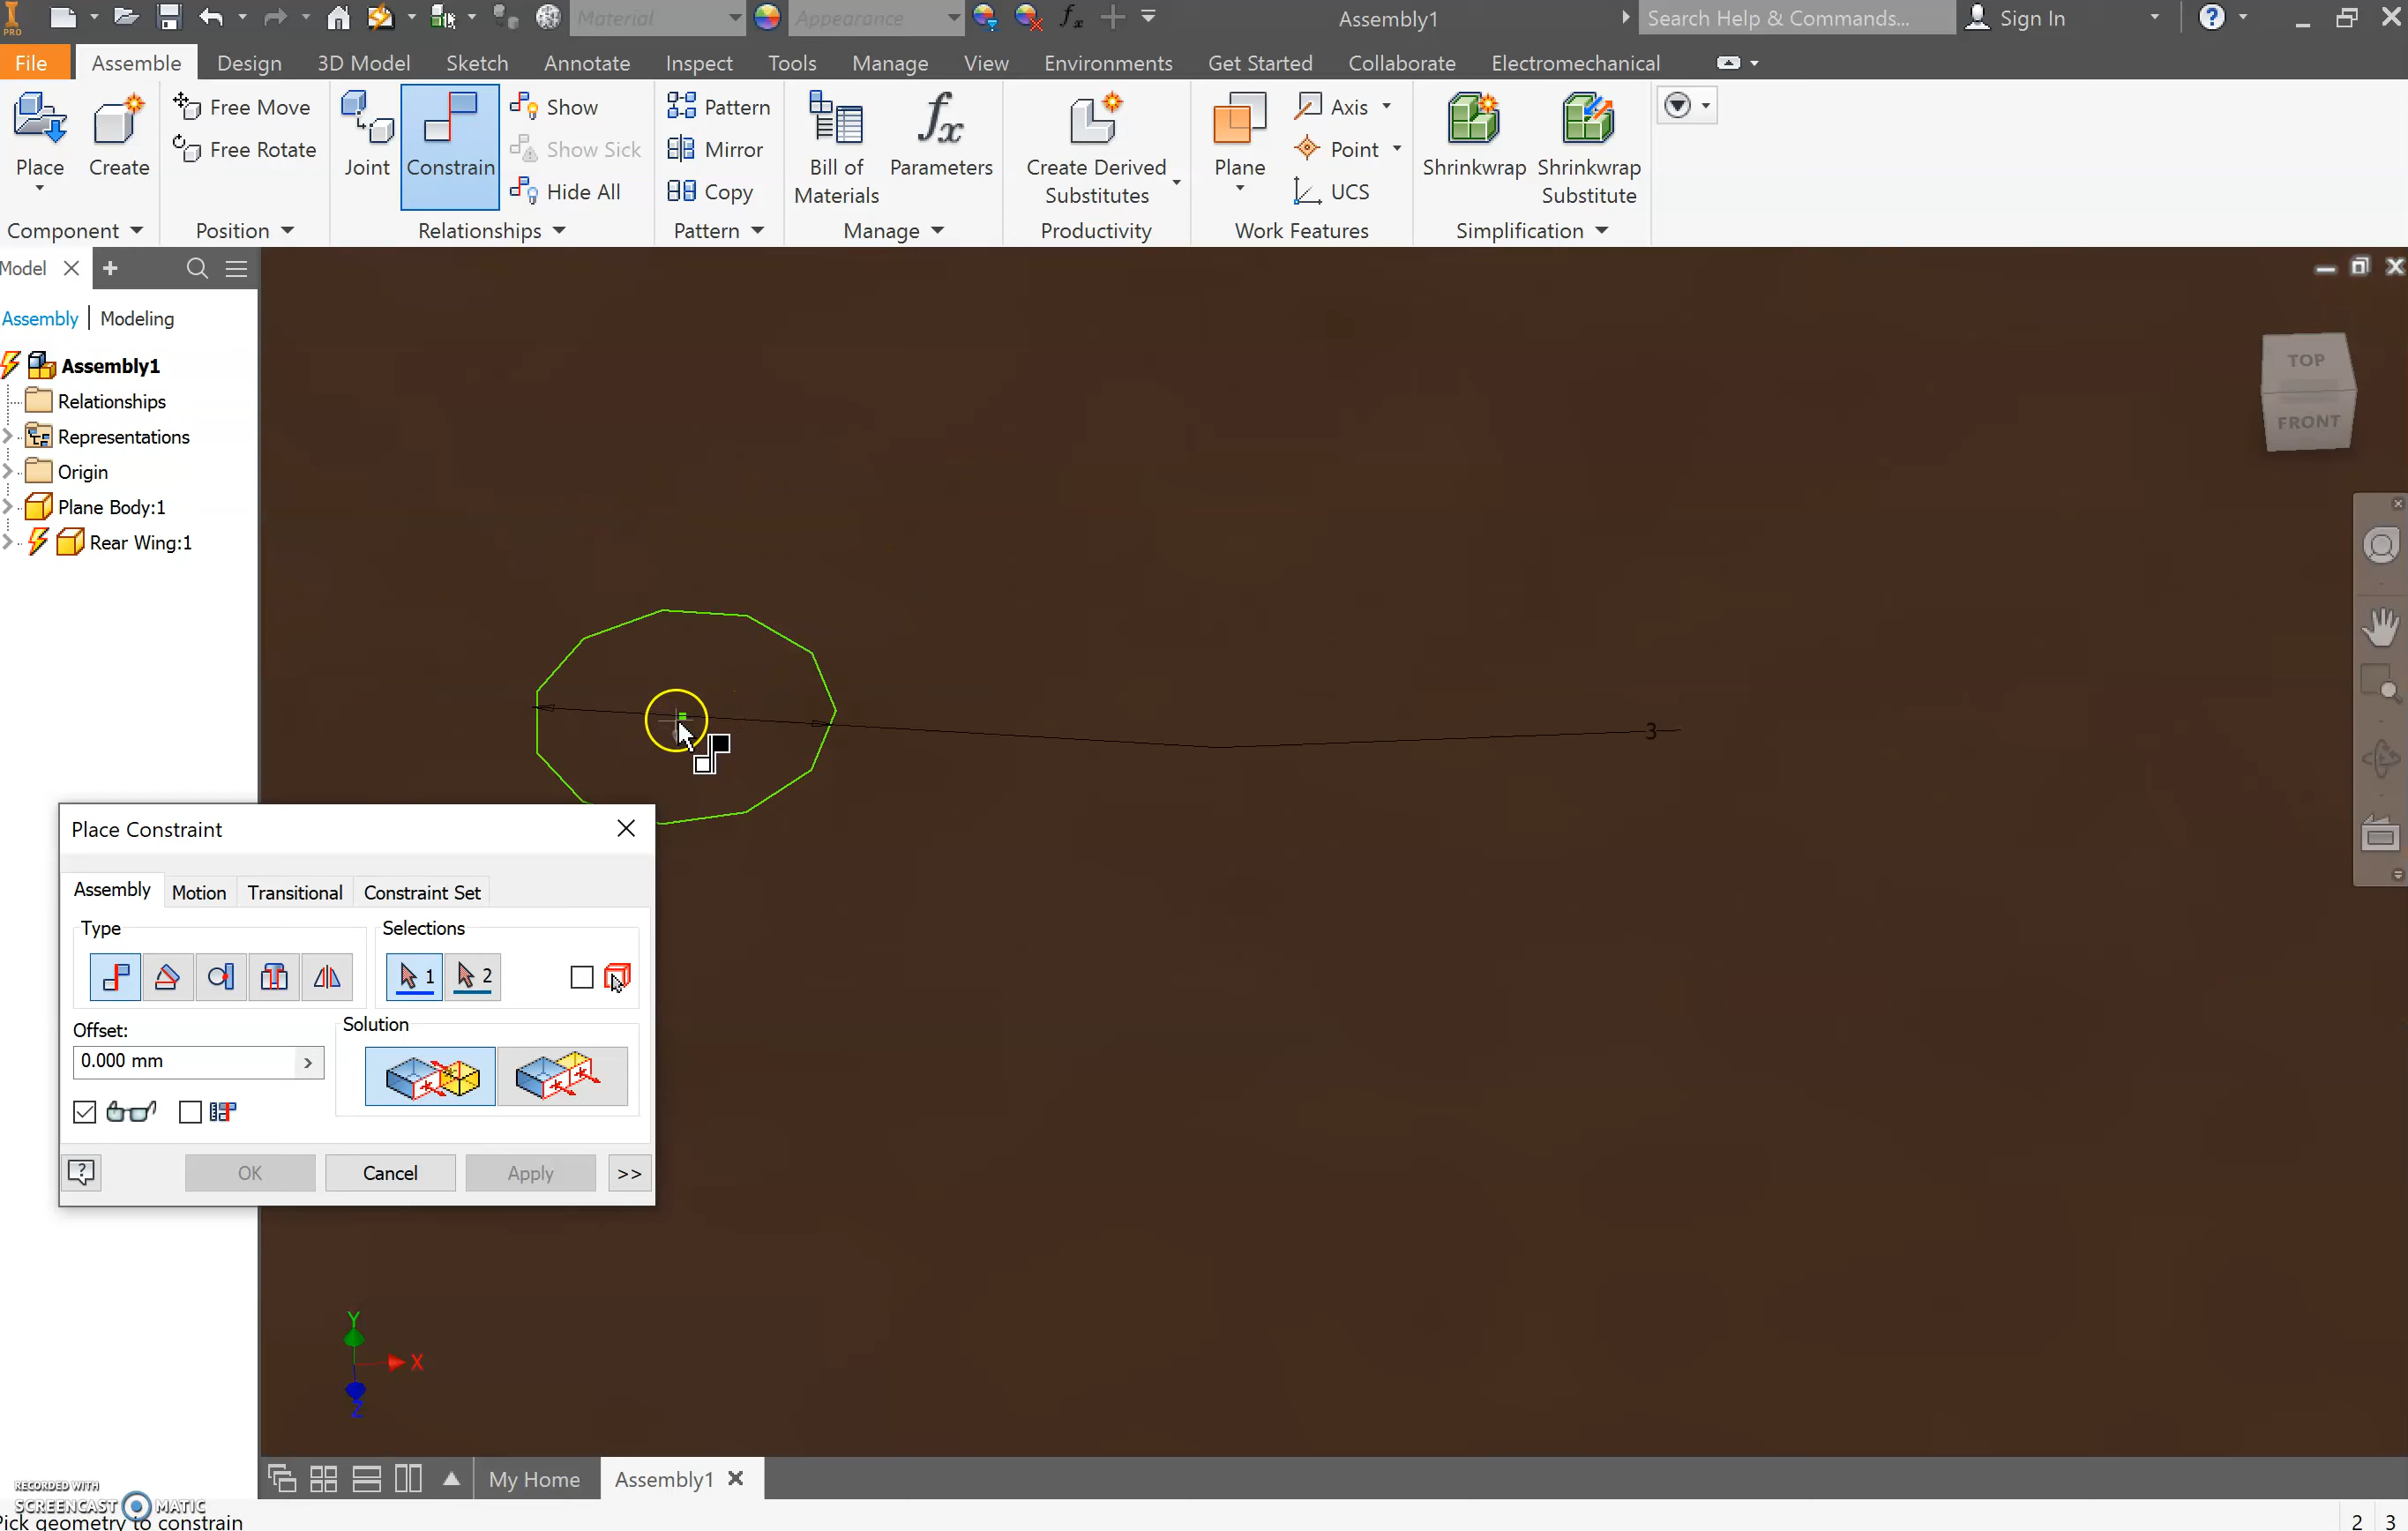 PRO
Material
Appearance
Assembly1
Search Help & Commands...
Sign In
File
Assemble
Design
3D Model
Sketch
Annotate
Inspect
Tools
Manage
View
Environments
Get Started
Collaborate
Electromechanical
Place
Create
Free Move
Free Rotate
Joint
Constrain
Show
Show Sick
Hide All
Pattern
Mirror
Copy
Bill of
Materials
Parameters
Create Derived
Substitutes
Plane
Axis
Point
UCS
Shrinkwrap
Shrinkwrap
Substitute
Component
Position
Relationships
Pattern
Manage
Productivity
Work Features
Simplification
Model
Assembly | Modeling
Assembly1
Relationships
Representations
Origin
Plane Body:1
Rear Wing:1
TOP
FRONT
3
Place Constraint
Assembly
Motion
Transitional
Constraint Set
Type
Selections
1
2
Offset:
0.000 mm
Solution
OK
Cancel
Apply
>>
Y
X
Z
My Home
Assembly1
RECORDED WITH
SCREENCAST MATIC
Pick geometry to constrain
2 3